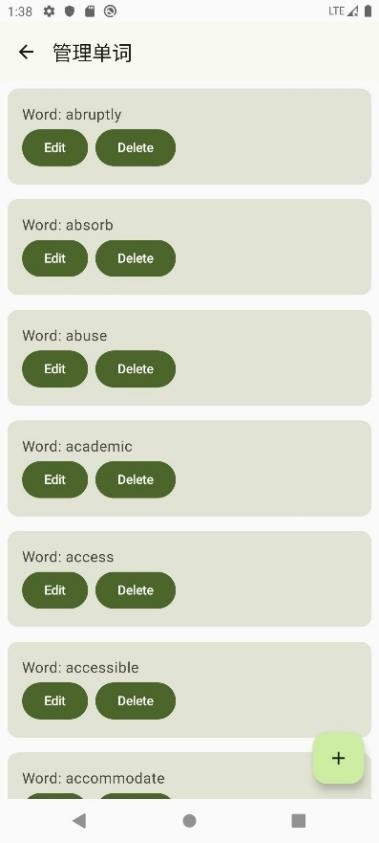 1:38 LTE
管理单词
Word: abruptly
Edit Delete
Word: absorb
Edit Delete
Word: abuse
Edit Delete
Word: academic
Edit Delete
Word: access
Edit Delete
Word: accessible
Edit Delete
+
Word: accommodate